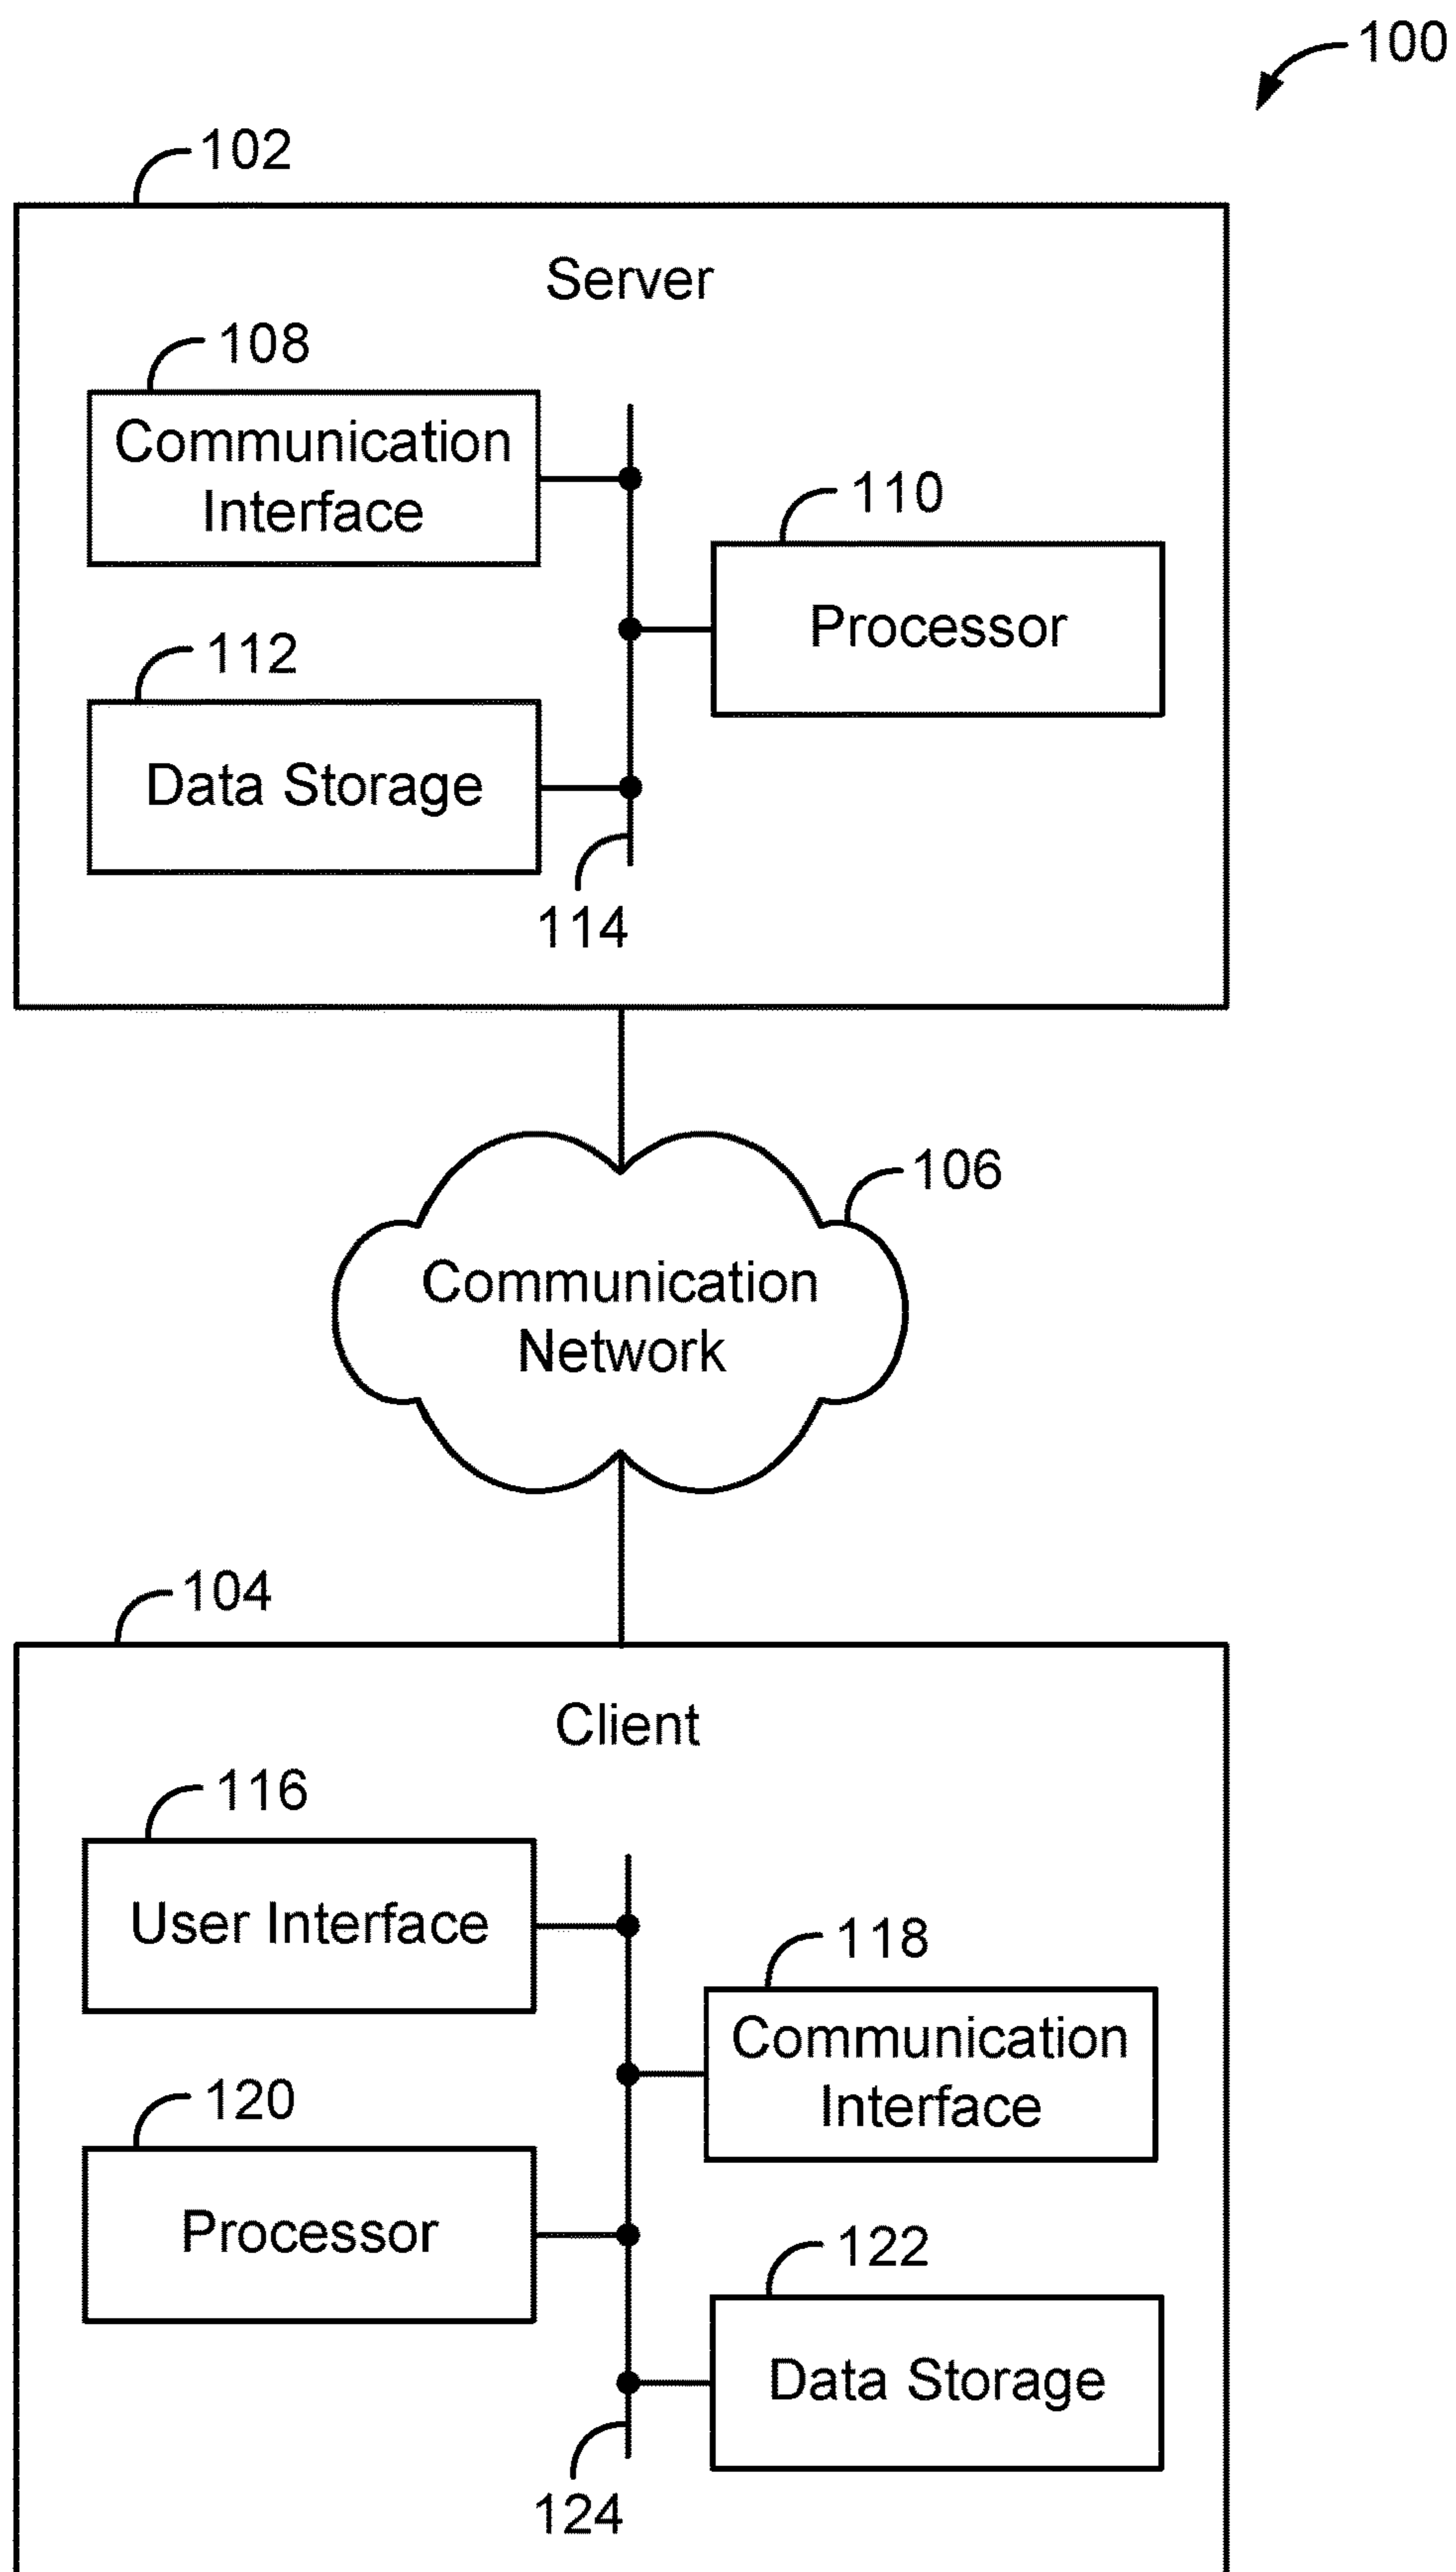 100
102
Server
108
Communication
Interface
110
Processor
112
Data Storage
114
106
Communication
Network
104
Client
116
User Interface
118
Communication
Interface
120
Processor
122
Data Storage
124